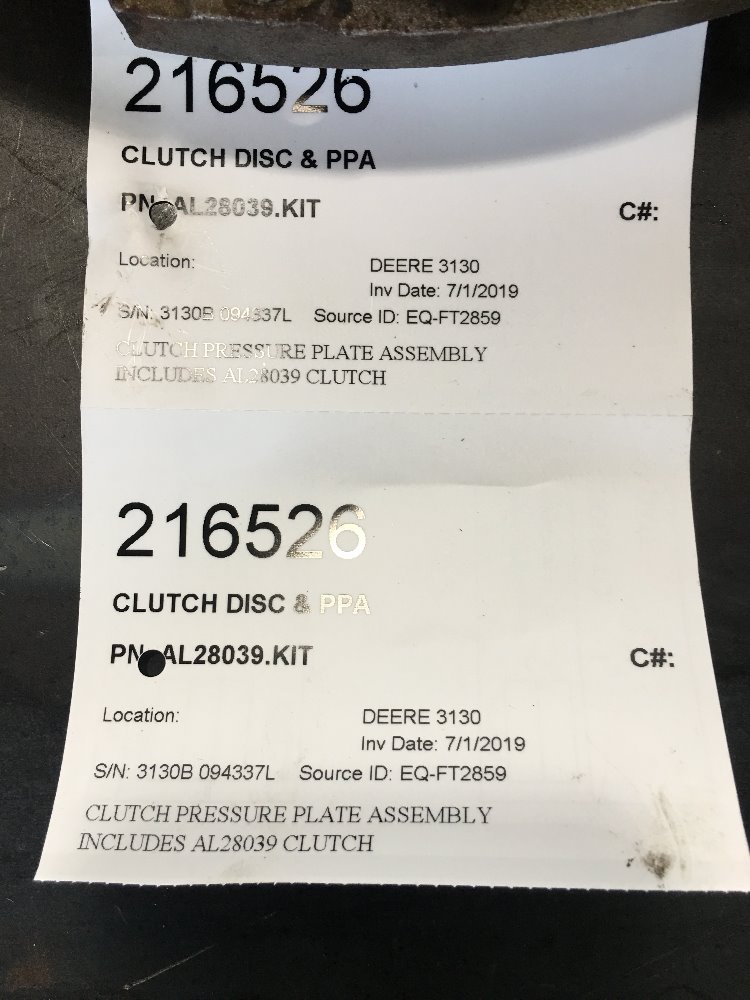 216526
CLUTCH DISC & PPA
PN: AL28039.KIT
C#:
Location:
DEERE 3130
Inv Date: 7/1/2019
S/N: 3130B 094337L Source ID: EQ-FT2859
CLUTCH PRESSURE PLATE ASSEMBLY
INCLUDES AL28039 CLUTCH
216526
CLUTCH DISC & PPA
PN: AL28039.KIT
C#:
Location:
DEERE 3130
Inv Date: 7/1/2019
S/N: 3130B 094337L Source ID: EQ-FT2859
CLUTCH PRESSURE PLATE ASSEMBLY
INCLUDES AL28039 CLUTCH